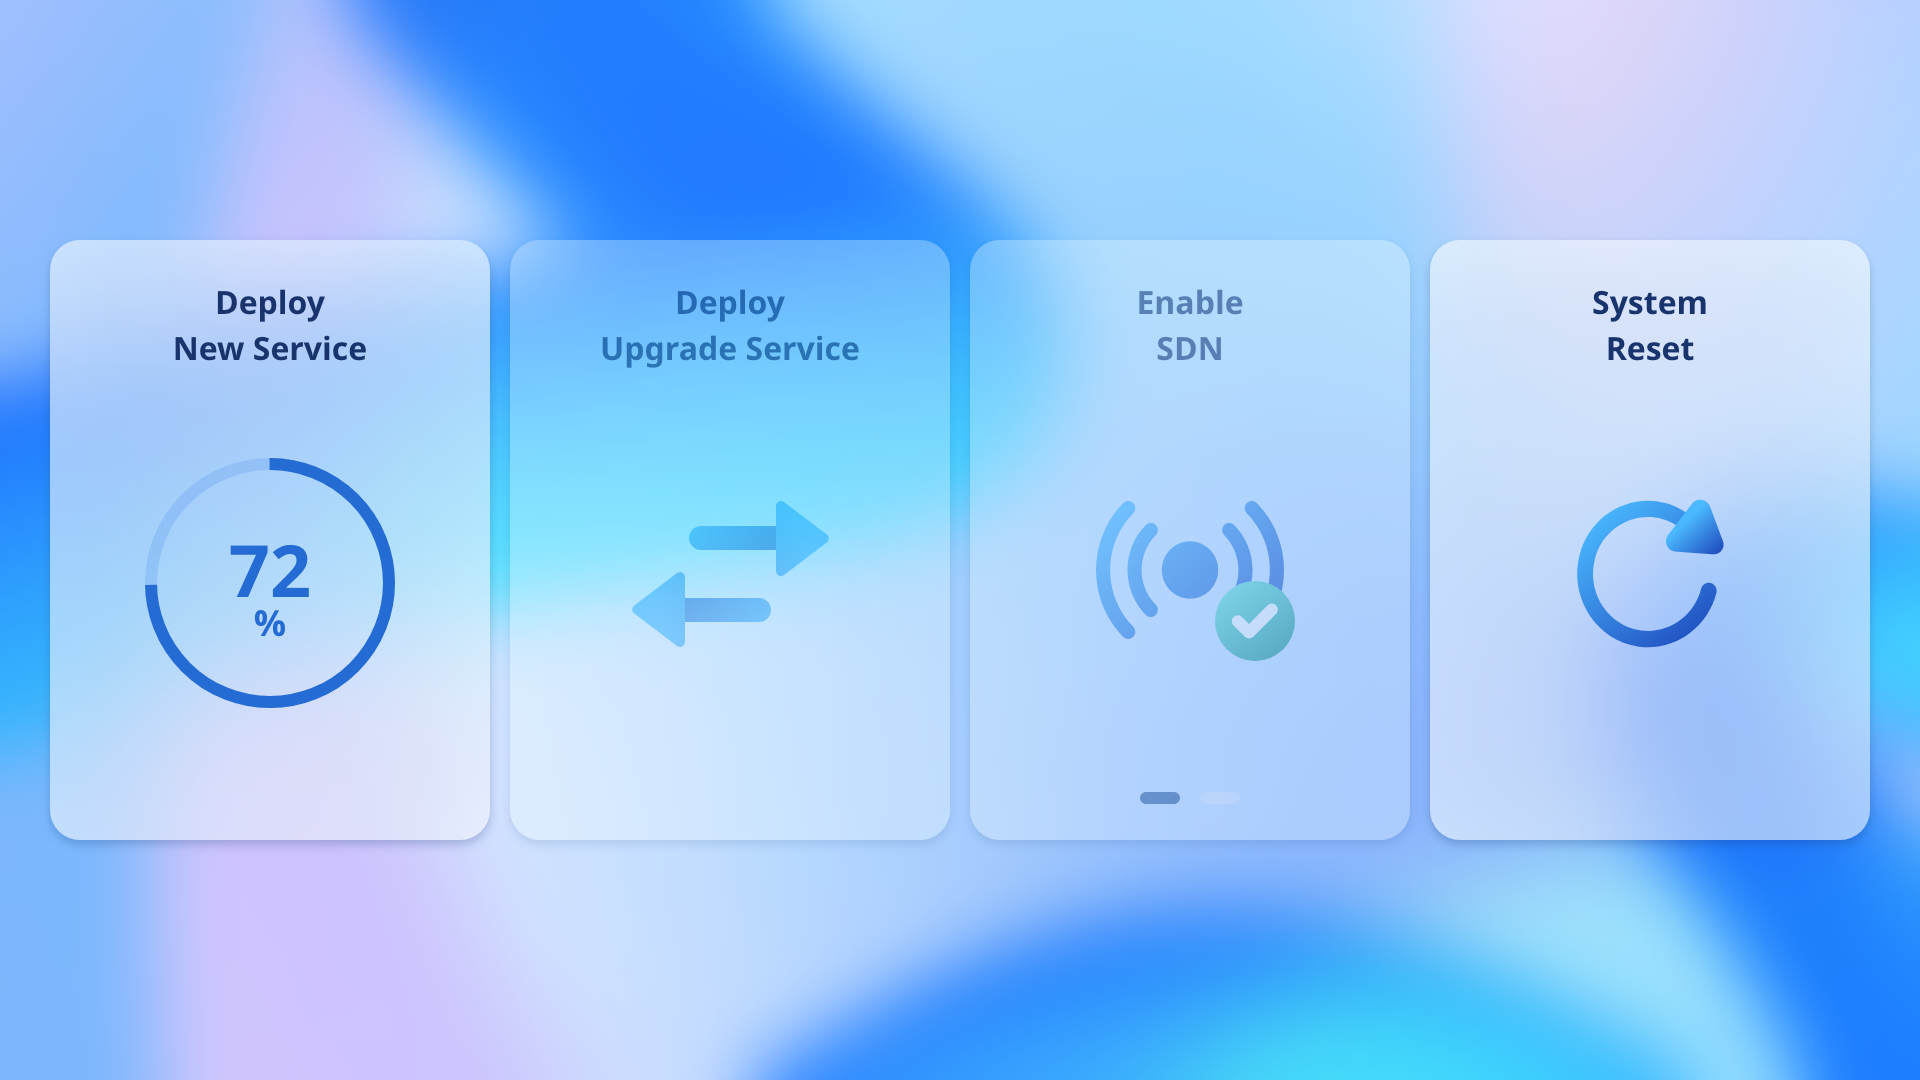 Deploy
New Service
72
%
Deploy
Upgrade Service
Enable
SDN
System
Reset